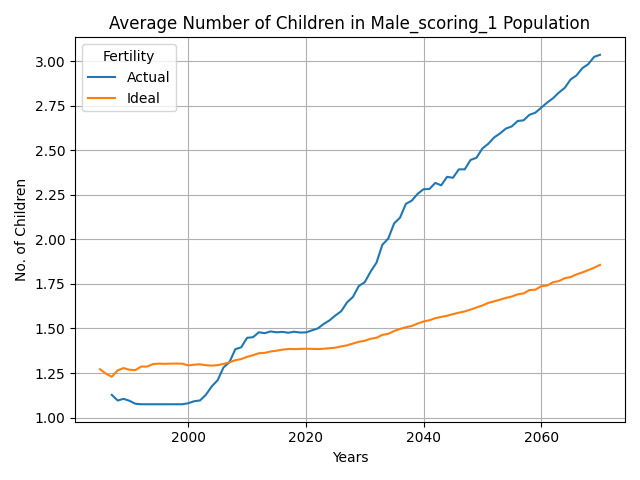 Average Number of Children in Male_scoring_1 Population
Fertility
Actual
Ideal
No. of Children
3.00
2.75
2.50
2.25
2.00
1.75
1.50
1.25
1.00
2000
2020
2040
2060
Years